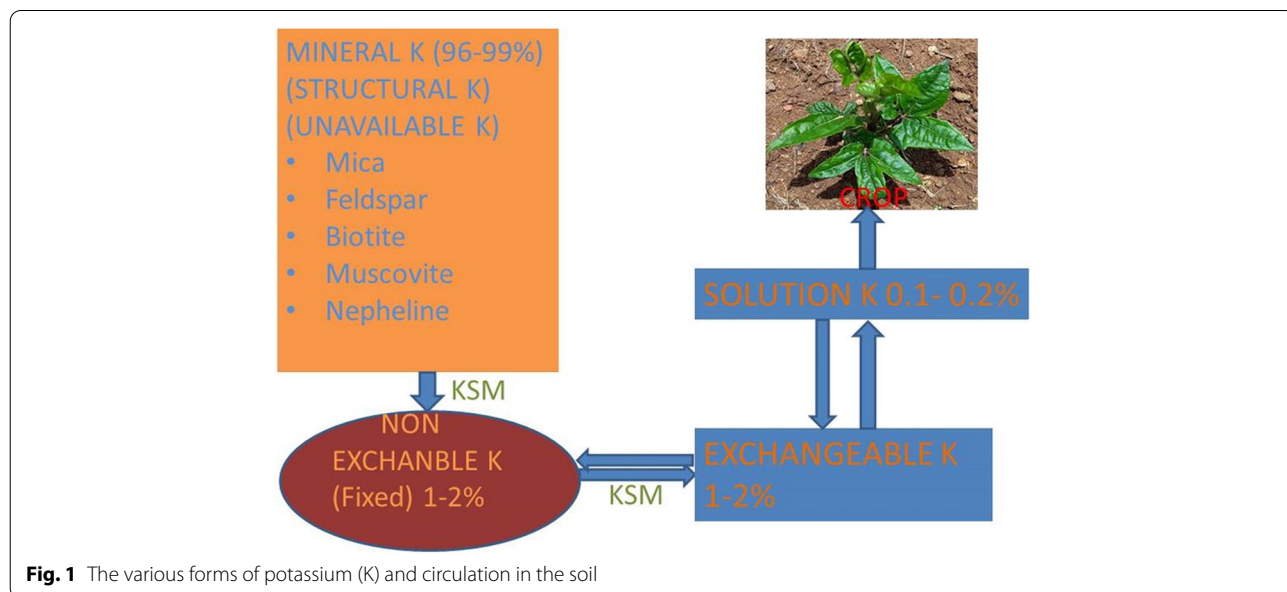 MINERAL K (96-99%)
(STRUCTURAL K)
(UNAVAILABLE K)
• Mica
• Feldspar
• Biotite
• Muscovite
• Nepheline
KSM
NON
EXCHANBLE K
(Fixed) 1-2%
KSM
CROP
SOLUTION K 0.1- 0.2%
EXCHANGEABLE K
1-2%
Fig. 1 The various forms of potassium (K) and circulation in the soil